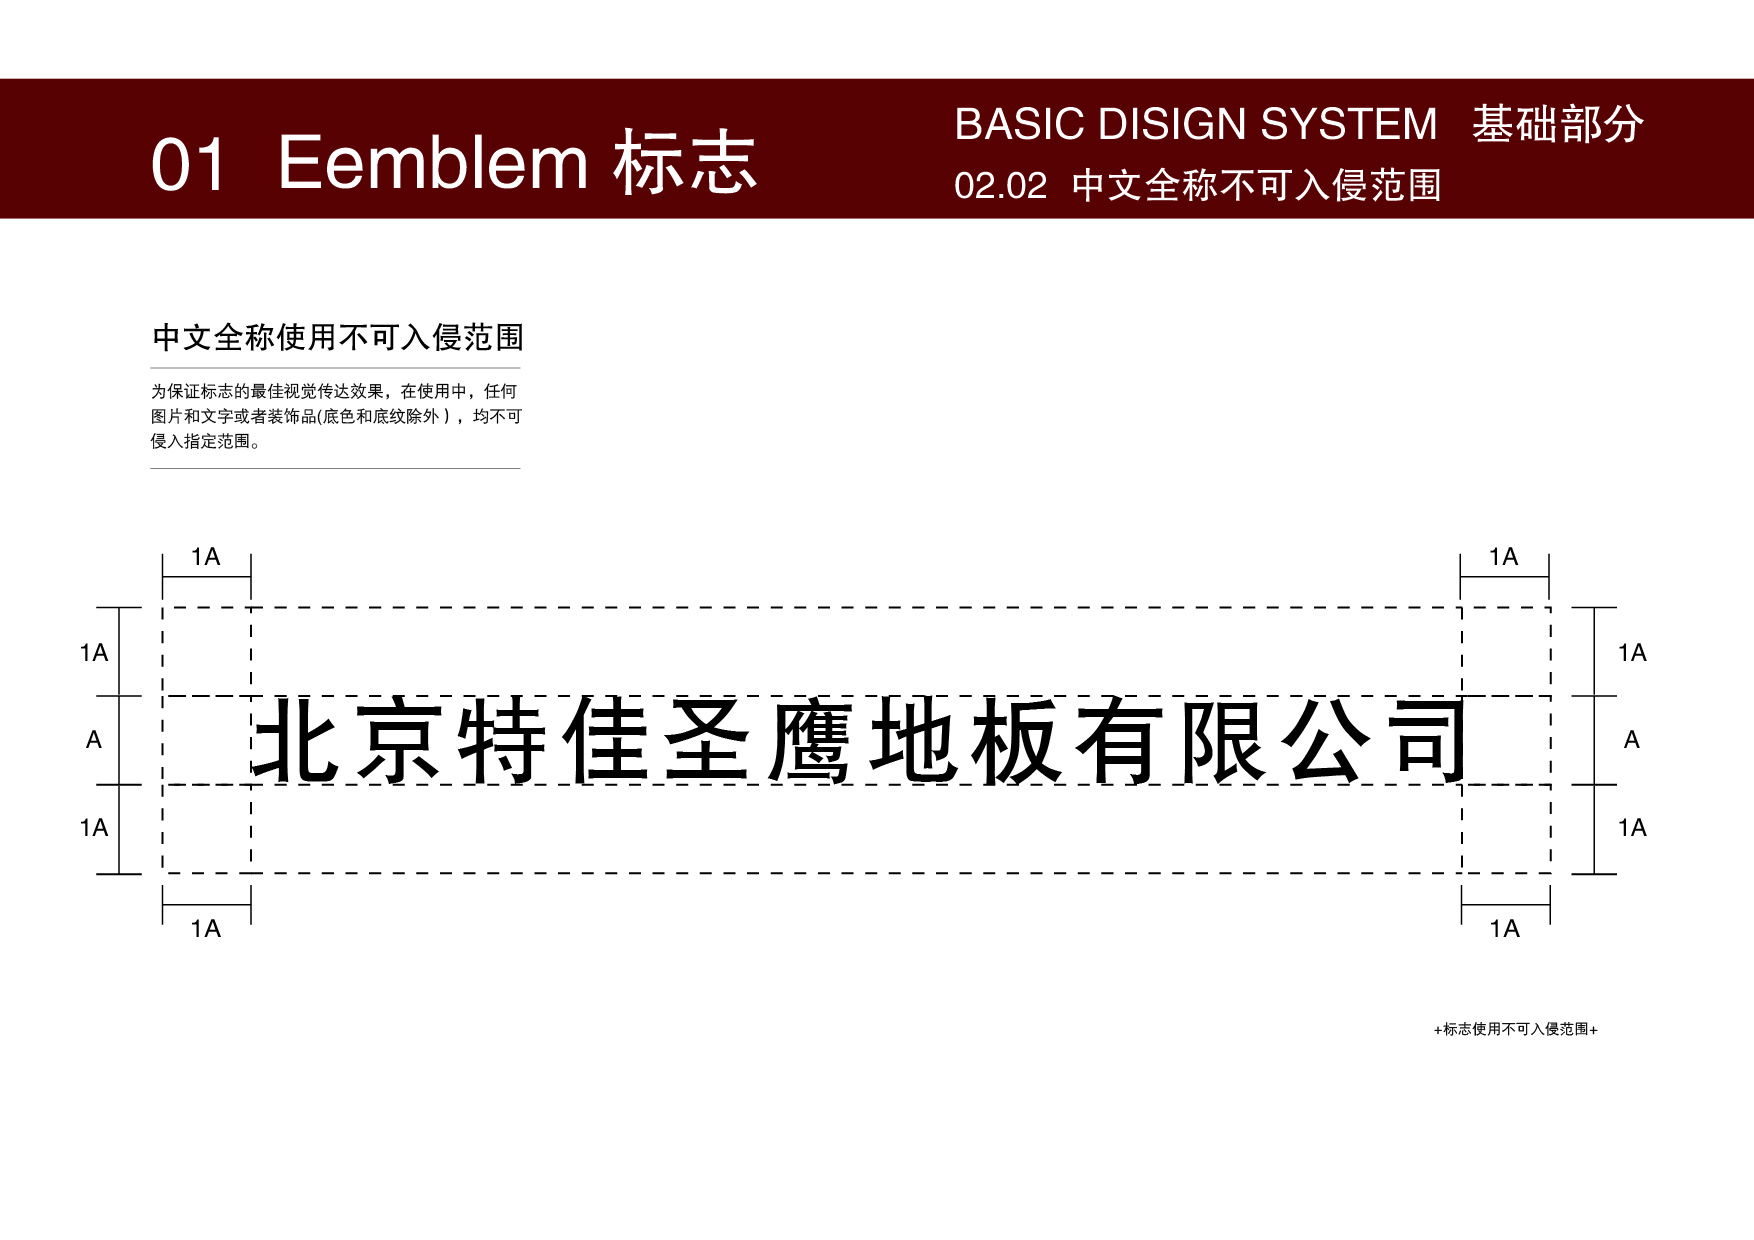 01 Eemblem 标志
BASIC DISIGN SYSTEM 基础部分
02.02 中文全称不可入侵范围
中文全称使用不可入侵范围
为保证标志的最佳视觉传达效果，在使用中，任何
图片和文字或者装饰品(底色和底纹除外），均不可
侵入指定范围。
1A 1A
1A 1A
A 北京特佳圣鹰地板有限公司 A
1A 1A
1A 1A
+标志使用不可入侵范围+